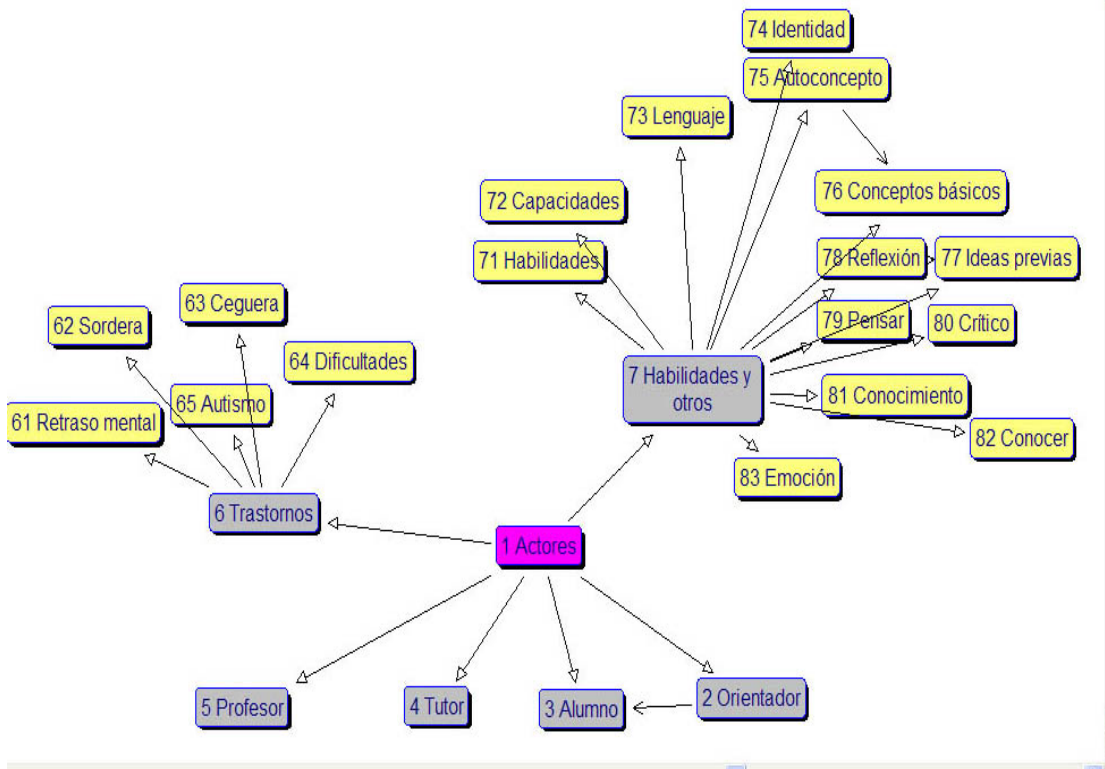 74 Identidad
75 Autoconcepto
73 Lenguaje
76 Conceptos básicos
72 Capacidades
71 Habilidades
78 Reflexión
77 Ideas previas
63 Ceguera
62 Sordera
79 Pensar
80 Crítico
64 Dificultades
7 Habilidades y
otros
65 Autismo
61 Retraso mental
81 Conocimiento
82 Conocer
83 Emoción
6 Trastornos
1 Actores
5 Profesor
4 Tutor
3 Alumno
2 Orientador